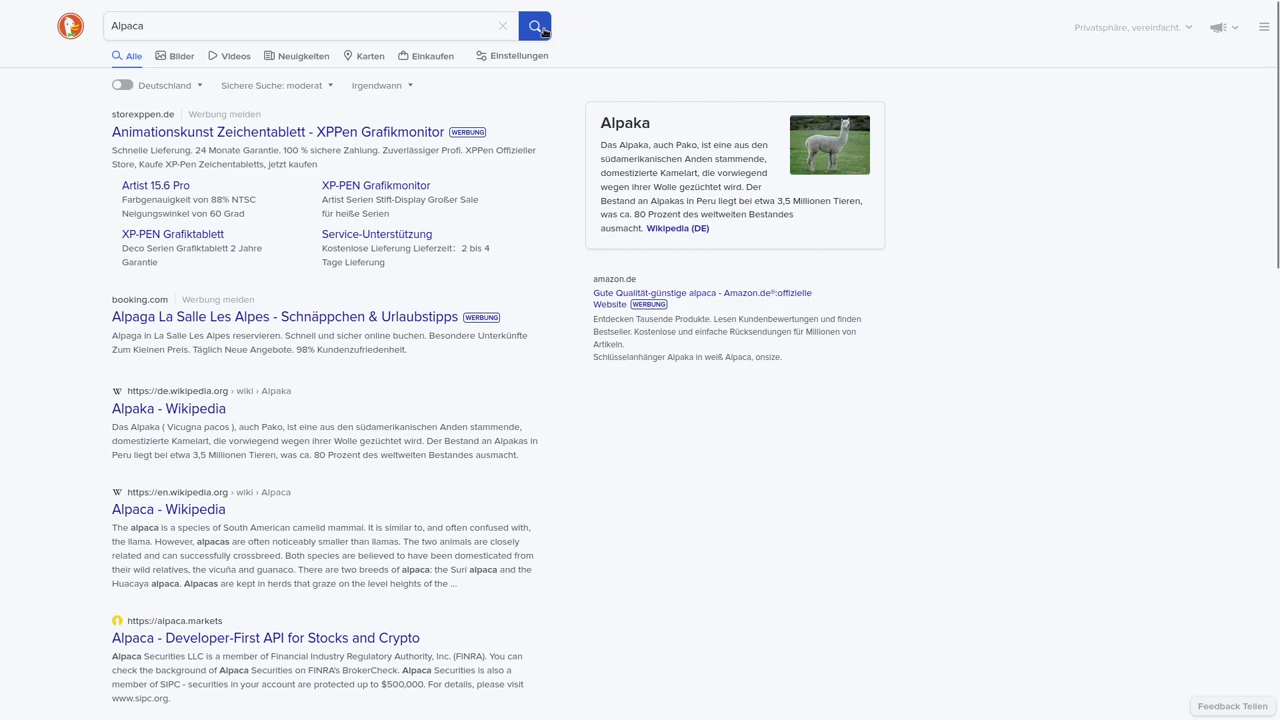 Alpaca
Privatsphäre, vereinfacht.
Alle
Bilder
Videos
Neuigkeiten
Karten
Einkaufen
Einstellungen
Deutschland
Sichere Suche: moderat
Irgendwann
storexppen.de
Werbung melden
Animationskunst Zeichentablett - XPPen Grafikmonitor WERBUNG
Schnelle Lieferung. 24 Monate Garantie. 100 % sichere Zahlung. Zuverlässiger Profi. XPPen Offizieller
Store, Kaufe XP-Pen Zeichentabletts, jetzt kaufen
Artist 15.6 Pro
Farbgenauigkeit von 88% NTSC
Neigungswinkel von 60 Grad
XP-PEN Grafikmonitor
Artist Serien Stift-Display Großer Sale
für heiße Serien
XP-PEN Grafiktablett
Deco Serien Grafiktablett 2 Jahre
Garantie
Service-Unterstützung
Kostenlose Lieferung Lieferzeit： 2 bis 4
Tage Lieferung
booking.com
Werbung melden
Alpaga La Salle Les Alpes - Schnäppchen & Urlaubstipps WERBUNG
Alpaga in La Salle Les Alpes reservieren. Schnell und sicher online buchen. Besondere Unterkünfte
Zum Kleinen Preis. Täglich Neue Angebote. 98% Kundenzufriedenheit.
W https://de.wikipedia.org › wiki › Alpaka
Alpaka - Wikipedia
Das Alpaka ( Vicugna pacos ), auch Pako, ist eine aus den südamerikanischen Anden stammende,
domestizierte Kamelart, die vorwiegend wegen ihrer Wolle gezüchtet wird. Der Bestand an Alpakas in
Peru liegt bei etwa 3,5 Millionen Tieren, was ca. 80 Prozent des weltweiten Bestandes ausmacht.
W https://en.wikipedia.org › wiki › Alpaca
Alpaca - Wikipedia
The alpaca is a species of South American camelid mammal. It is similar to, and often confused with,
the llama. However, alpacas are often noticeably smaller than llamas. The two animals are closely
related and can successfully crossbreed. Both species are believed to have been domesticated from
their wild relatives, the vicuña and guanaco. There are two breeds of alpaca: the Suri alpaca and the
Huacaya alpaca. Alpacas are kept in herds that graze on the level heights of the ...
https://alpaca.markets
Alpaca - Developer-First API for Stocks and Crypto
Alpaca Securities LLC is a member of Financial Industry Regulatory Authority, Inc. (FINRA). You can
check the background of Alpaca Securities on FINRA's BrokerCheck. Alpaca Securities is also a
member of SIPC - securities in your account are protected up to $500,000. For details, please visit
www.sipc.org.
Alpaka
Das Alpaka, auch Pako, ist eine aus den
südamerikanischen Anden stammende,
domestizierte Kamelart, die vorwiegend
wegen ihrer Wolle gezüchtet wird. Der
Bestand an Alpakas in Peru liegt bei etwa 3,5 Millionen Tieren,
was ca. 80 Prozent des weltweiten Bestandes
ausmacht. Wikipedia (DE)
amazon.de
Gute Qualität-günstige alpaca - Amazon.de®:offizielle
Website WERBUNG
Entdecken Tausende Produkte. Lesen Kundenbewertungen und finden
Bestseller. Kostenlose und einfache Rücksendungen für Millionen von
Artikeln.
Schlüsselanhänger Alpaka in weiß Alpaca, onsize.
Feedback Teilen